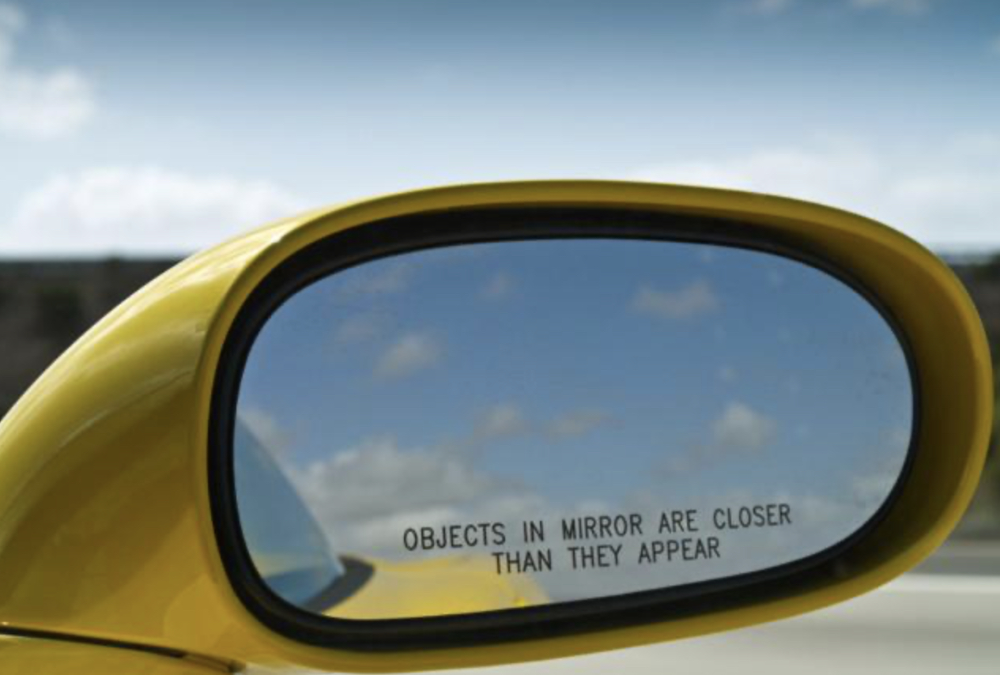 OBJECTS IN MIRROR ARE CLOSER
THAN THEY APPEAR